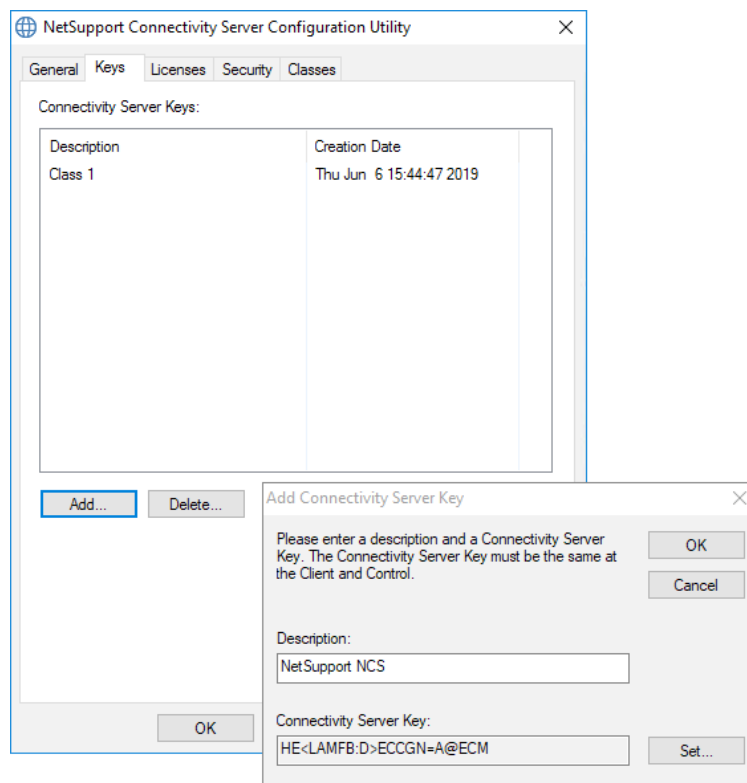 NetSupport Connectivity Server Configuration Utility
General Keys Licenses Security Classes
Connectivity Server Keys:
Description Creation Date
Class 1 Thu Jun 6 15:44:47 2019
Add... Delete...
OK
Add Connectivity Server Key
Please enter a description and a Connectivity Server
Key. The Connectivity Server Key must be the same at
the Client and Control.
OK
Cancel
Description:
NetSupport NCS
Connectivity Server Key:
HE<LAMFB:D>ECCGN=A@ECM
Set...